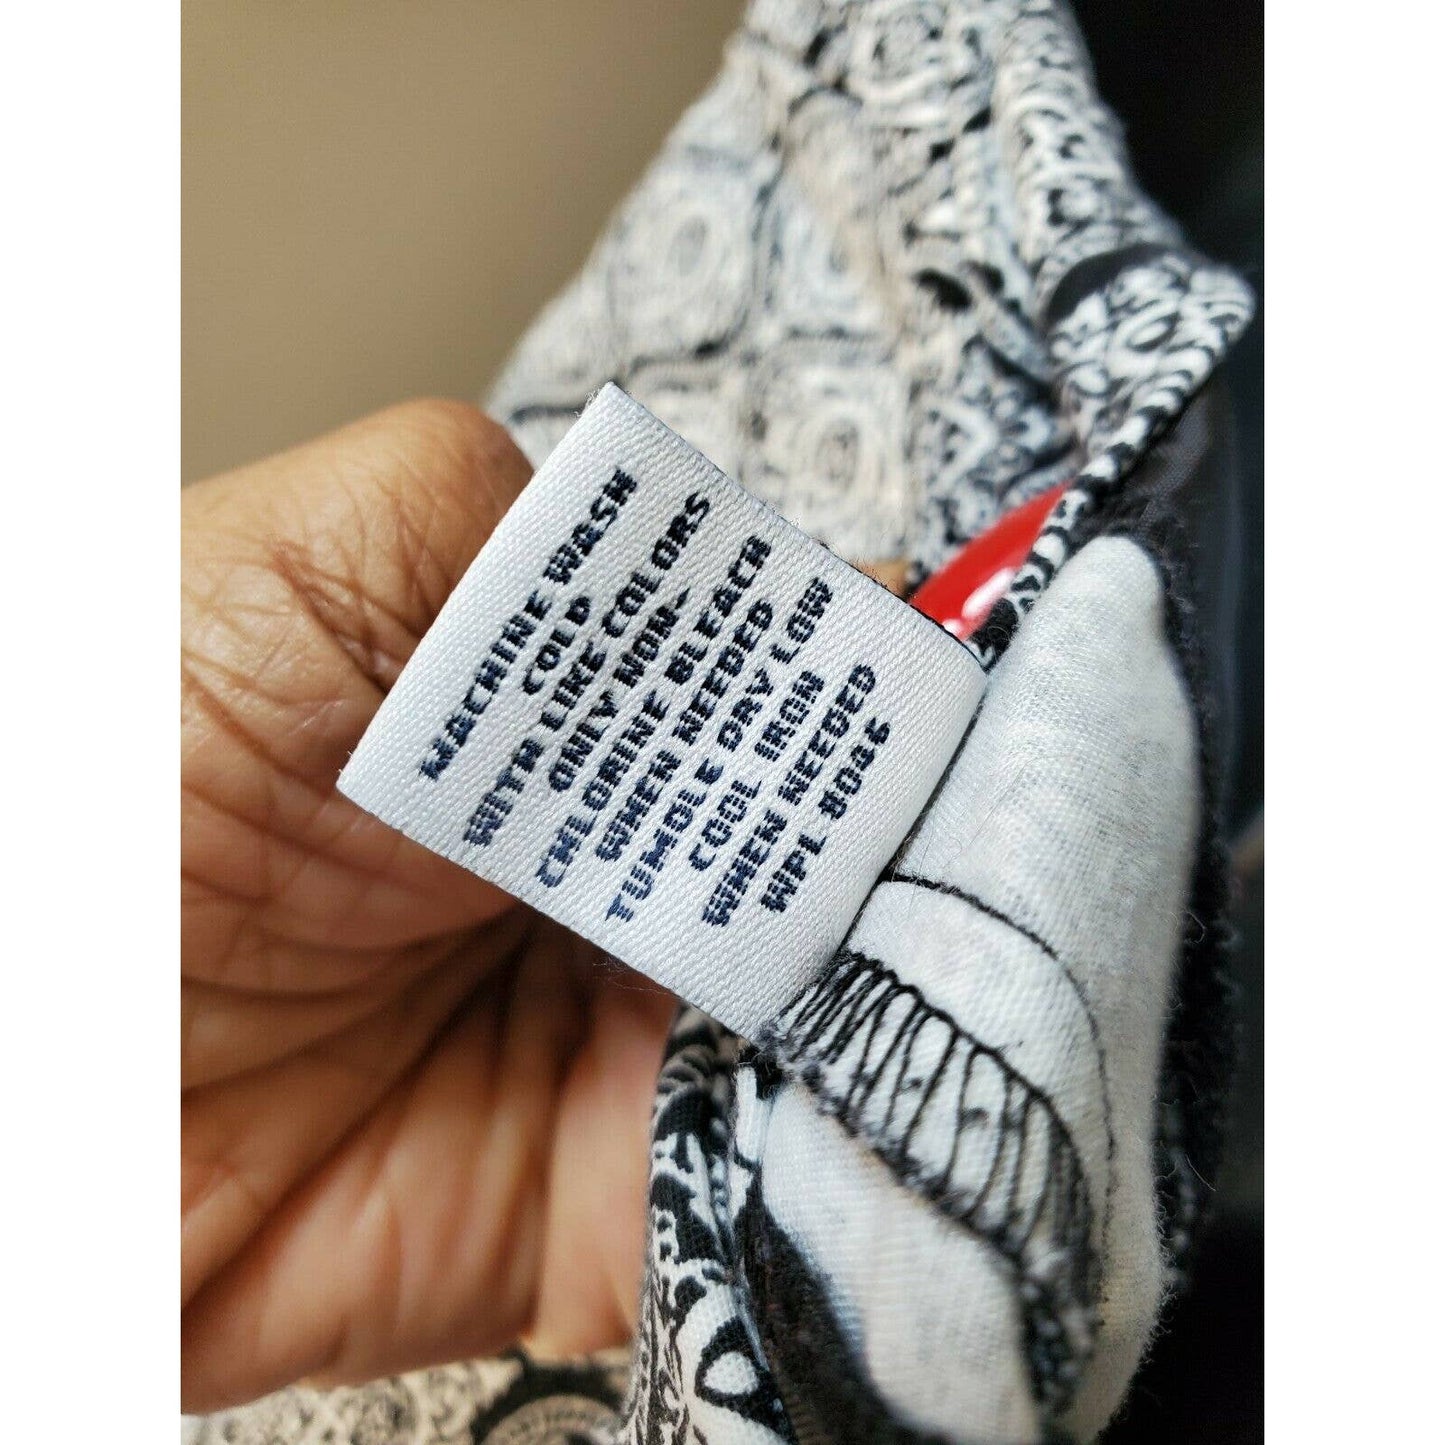 MACHINE WASH
COLD
WITH LIKE COLORS
ONLY NON-
CHLORINE BLEACH
WHEN NEEDED
TUMBLE DRY LOW
COOL IRON
WHEN NEEDED
WPL 8046